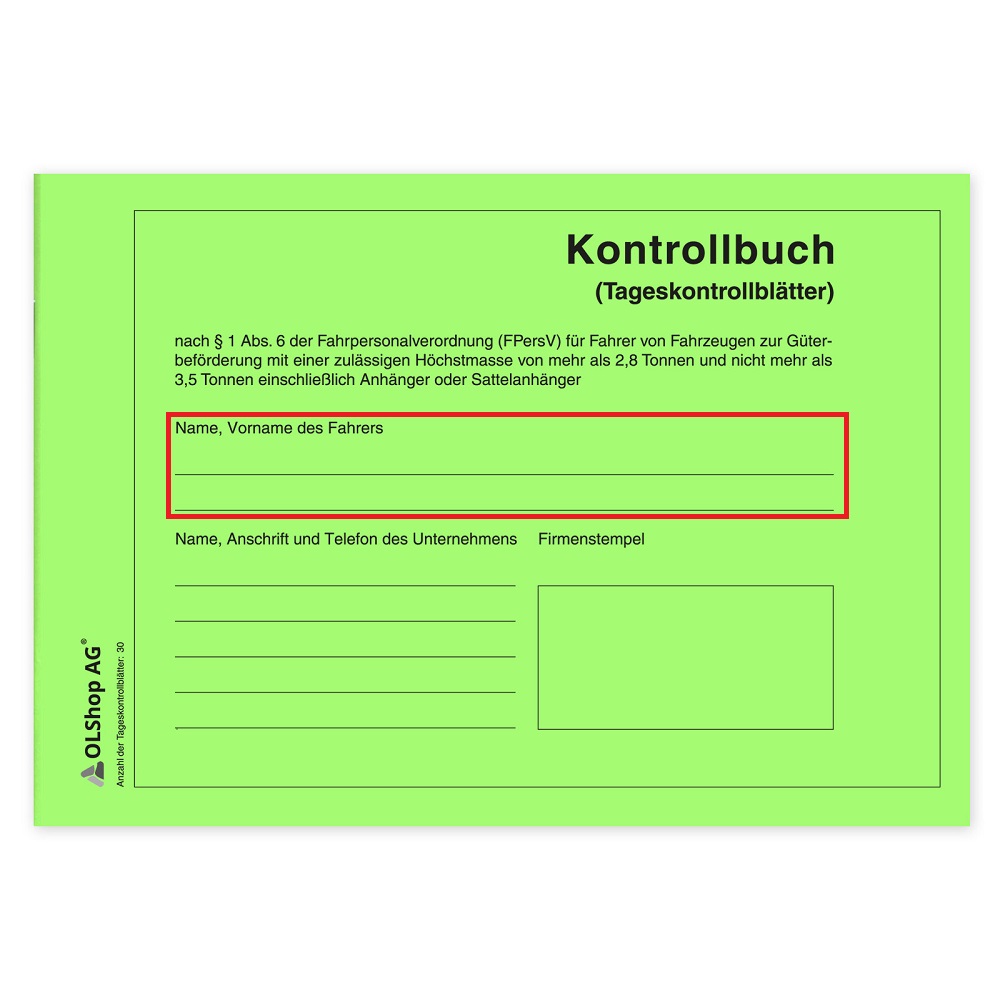 Kontrollbuch
(Tageskontrollblätter)
nach § 1 Abs. 6 der Fahrpersonalverordnung (FPersV) für Fahrer von Fahrzeugen zur Güter-
beförderung mit einer zulässigen Höchstmasse von mehr als 2,8 Tonnen und nicht mehr als
3,5 Tonnen einschließlich Anhänger oder Sattelanhänger
Name, Vorname des Fahrers
Name, Anschrift und Telefon des Unternehmens
Firmenstempel
OLShop AG®
Anzahl der Tageskontrollblätter: 30